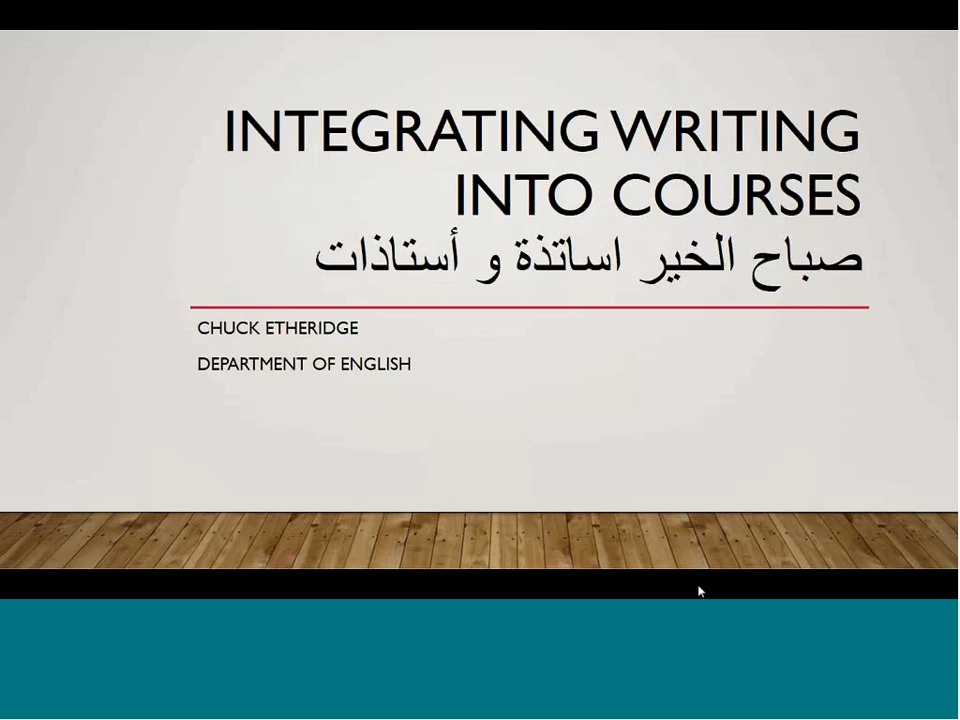 INTEGRATING WRITING
INTO COURSES
صباح الخير اساتذة و أستاذات
CHUCK ETHERIDGE
DEPARTMENT OF ENGLISH